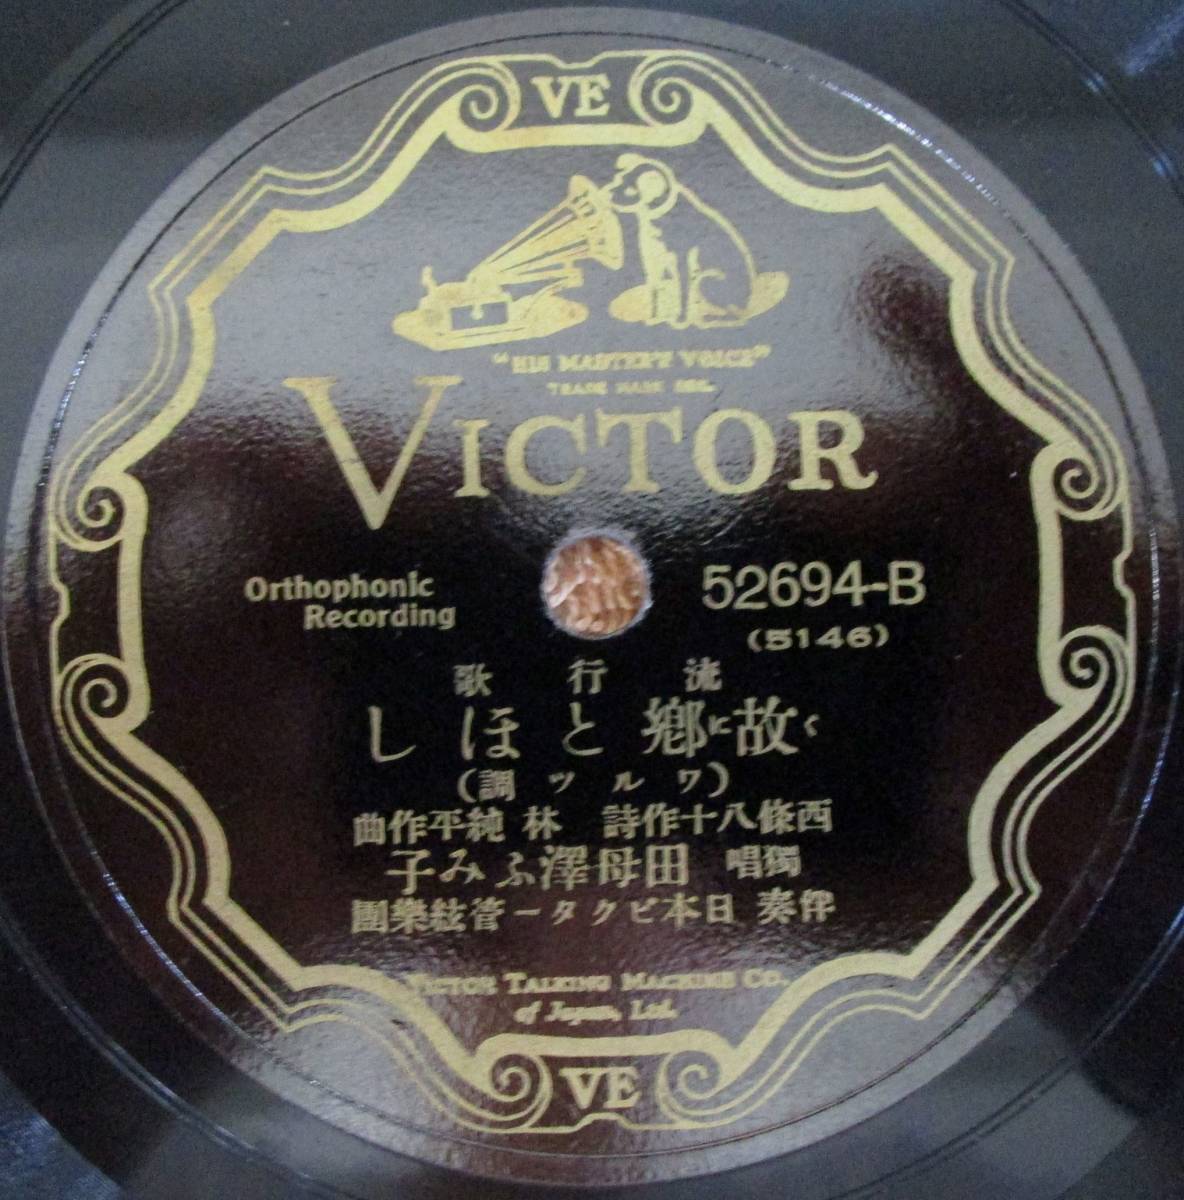 VE
"HIS MASTER'S VOICE"
TRADE MARK REG.
VICTOR
Orthophonic
Recording
52694-B
(5146)
流行歌
くに
故鄕とほし
(ワルツ調)
西條八十作詩 林 純平作曲
獨唱 田母澤ふみ子
伴奏 日本ビクター管絃樂團
VICTOR TALKING MACHINE CO.
of Japan, Ltd.
VE